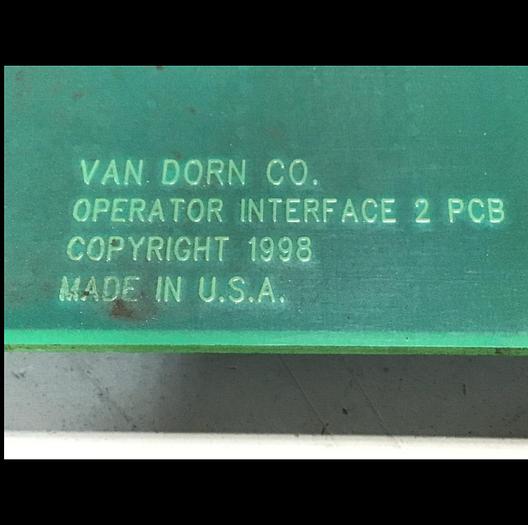 VAN DORN CO.
OPERATOR INTERFACE 2 PCB
COPYRIGHT 1998
MADE IN U.S.A.